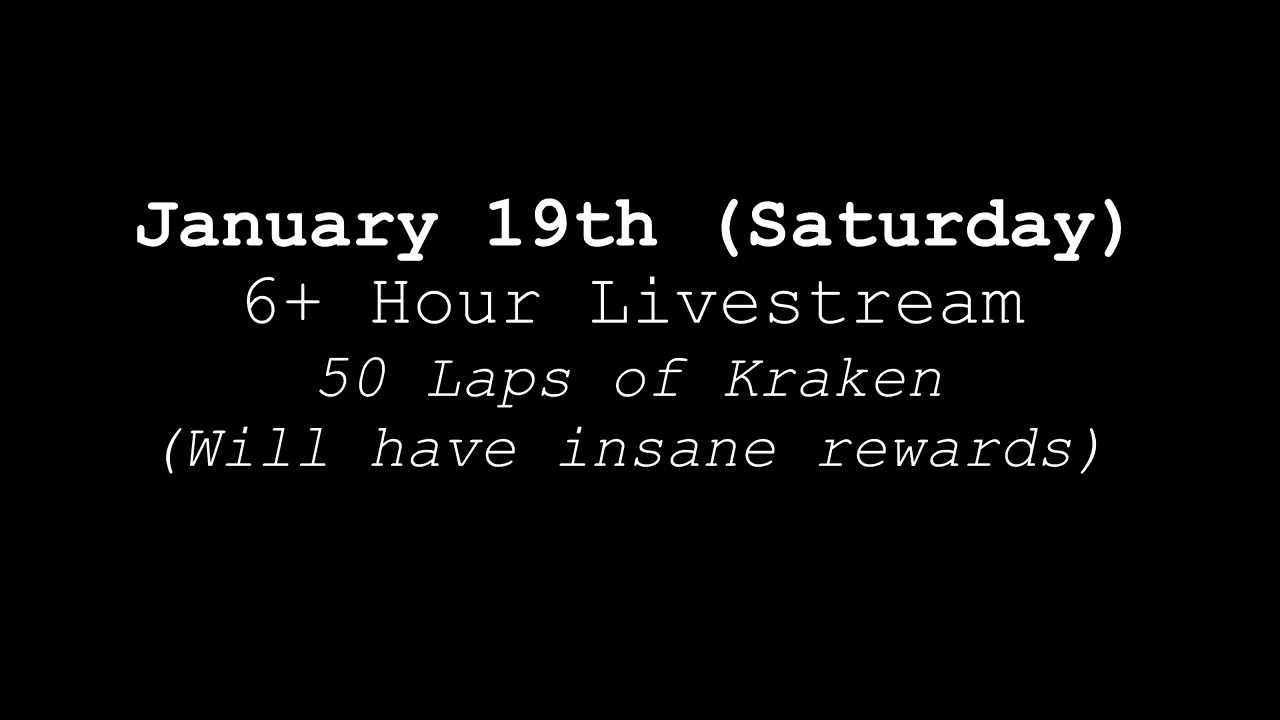 January 19th (Saturday)
6+ Hour Livestream
50 Laps of Kraken
(Will have insane rewards)